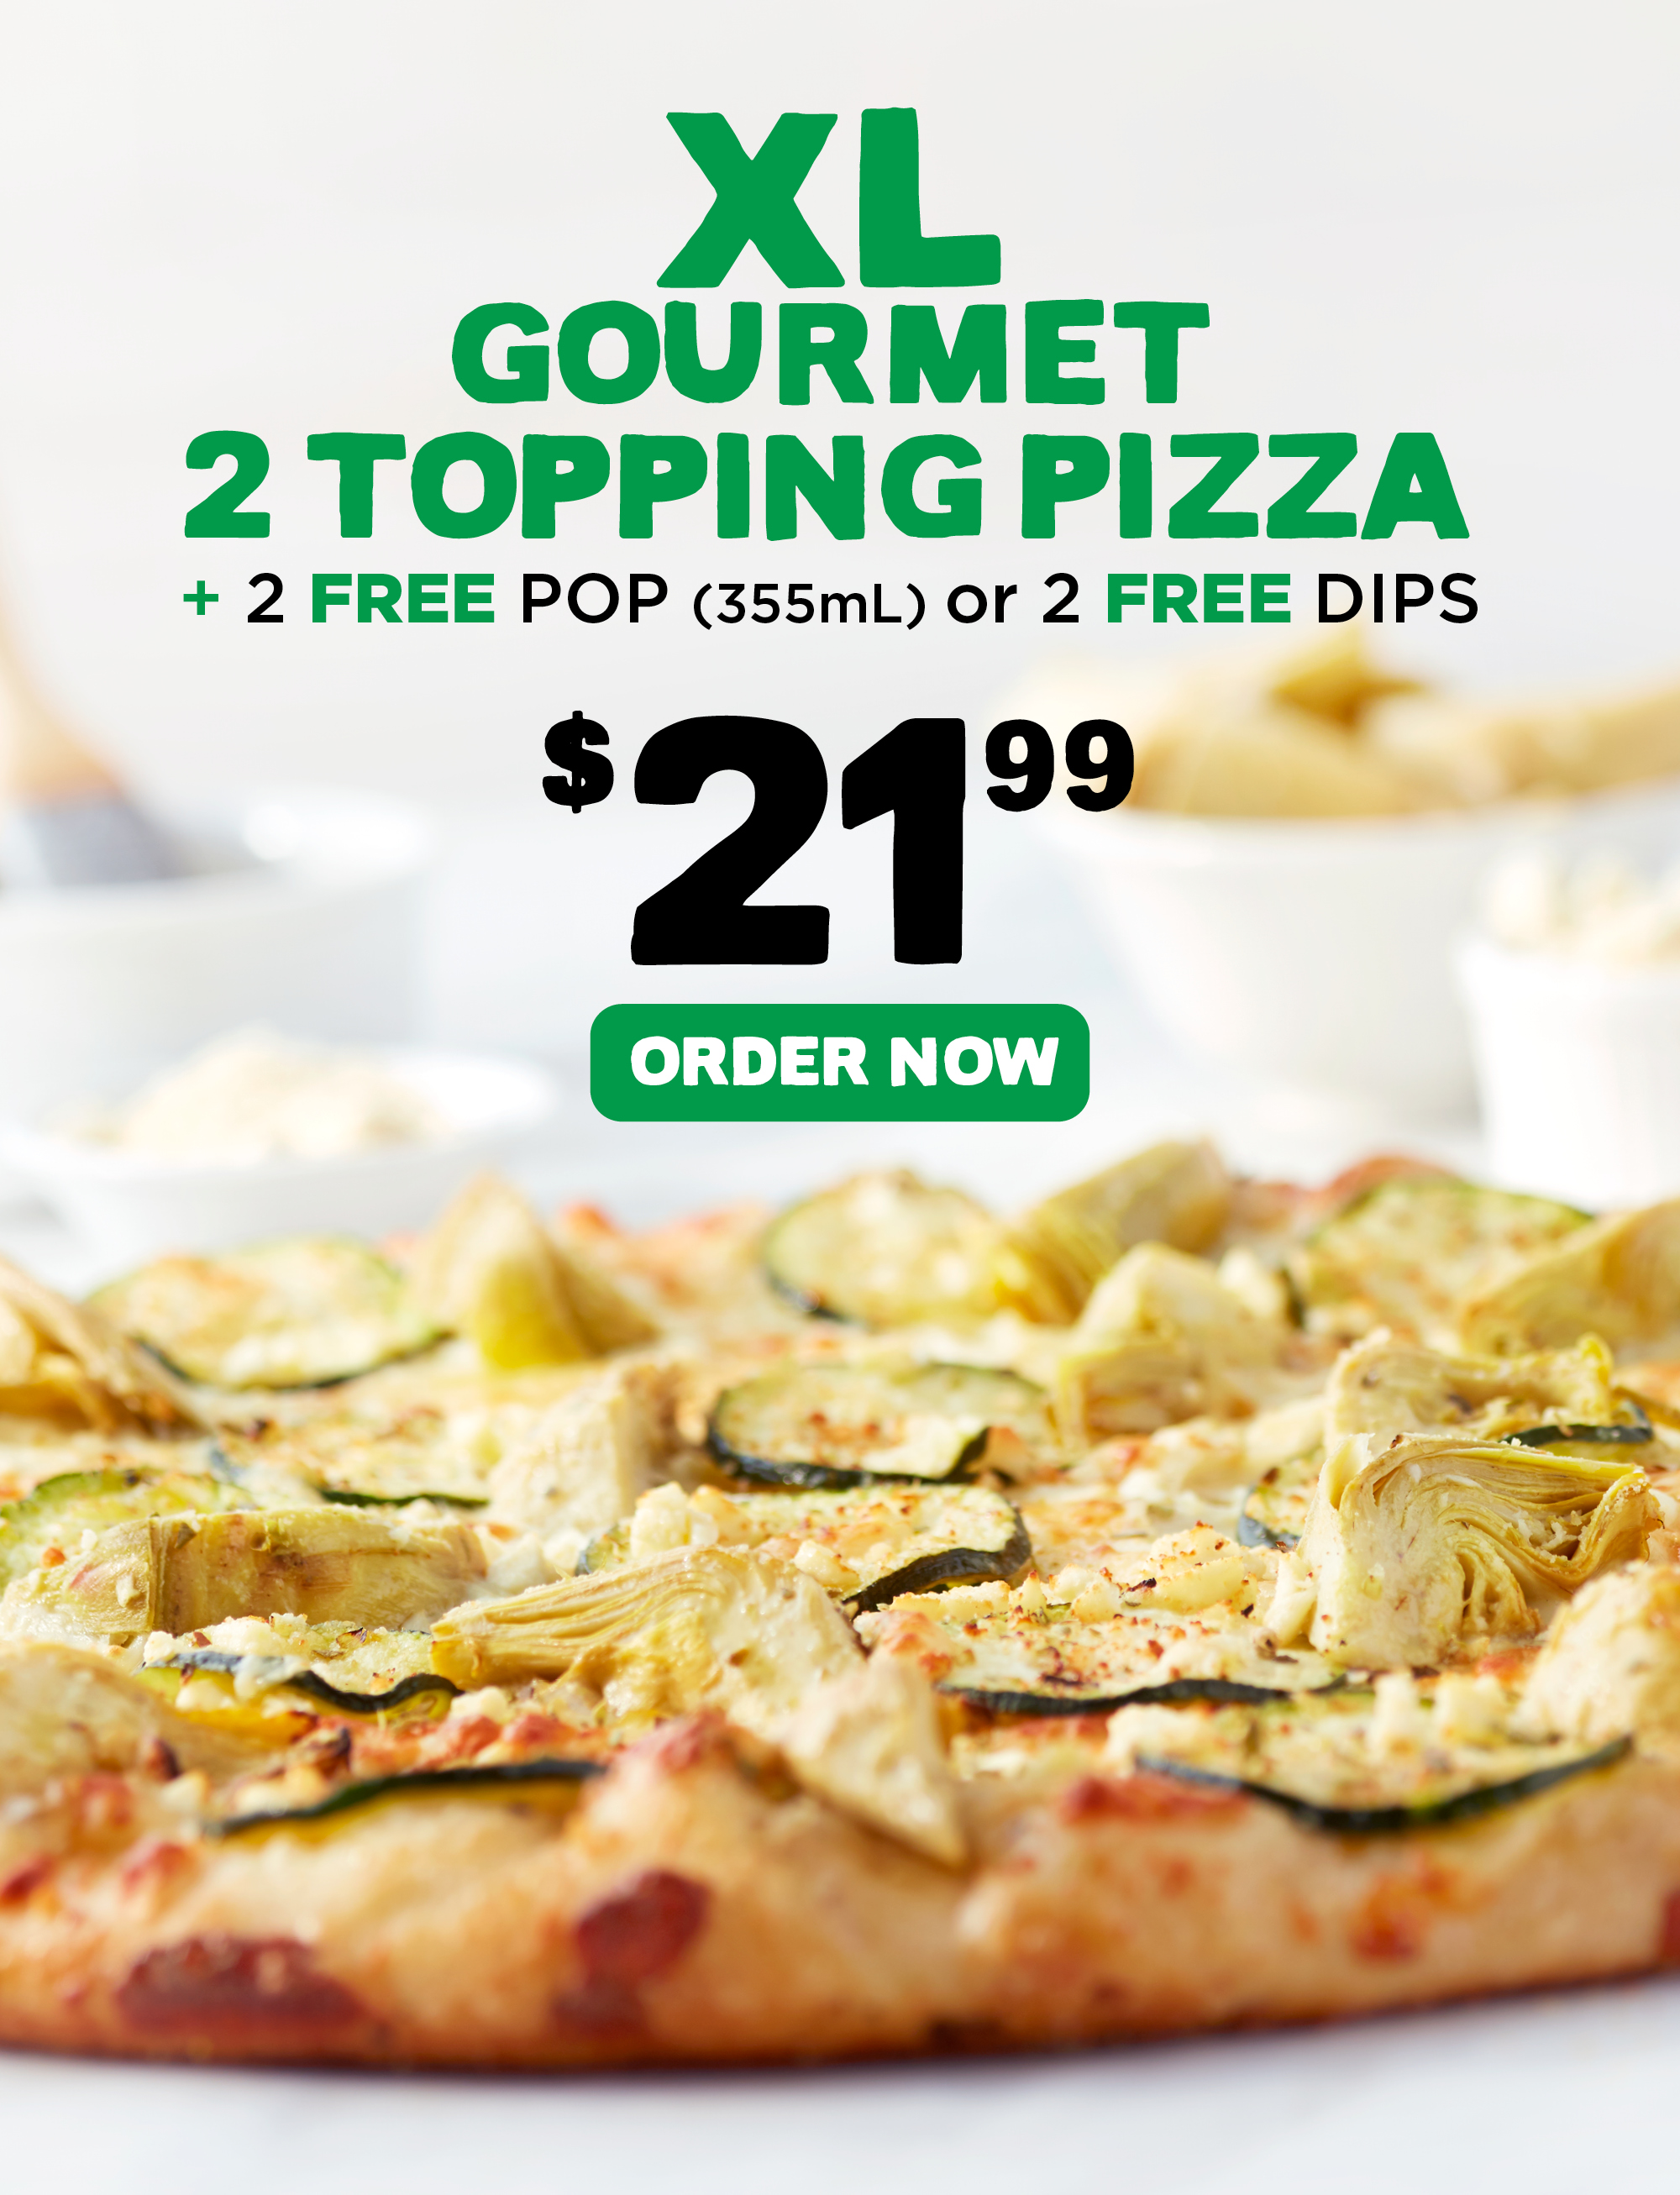 XL
GOURMET
2 TOPPING PIZZA
+ 2 FREE POP (355mL) or 2 FREE DIPS
$21 99
ORDER NOW